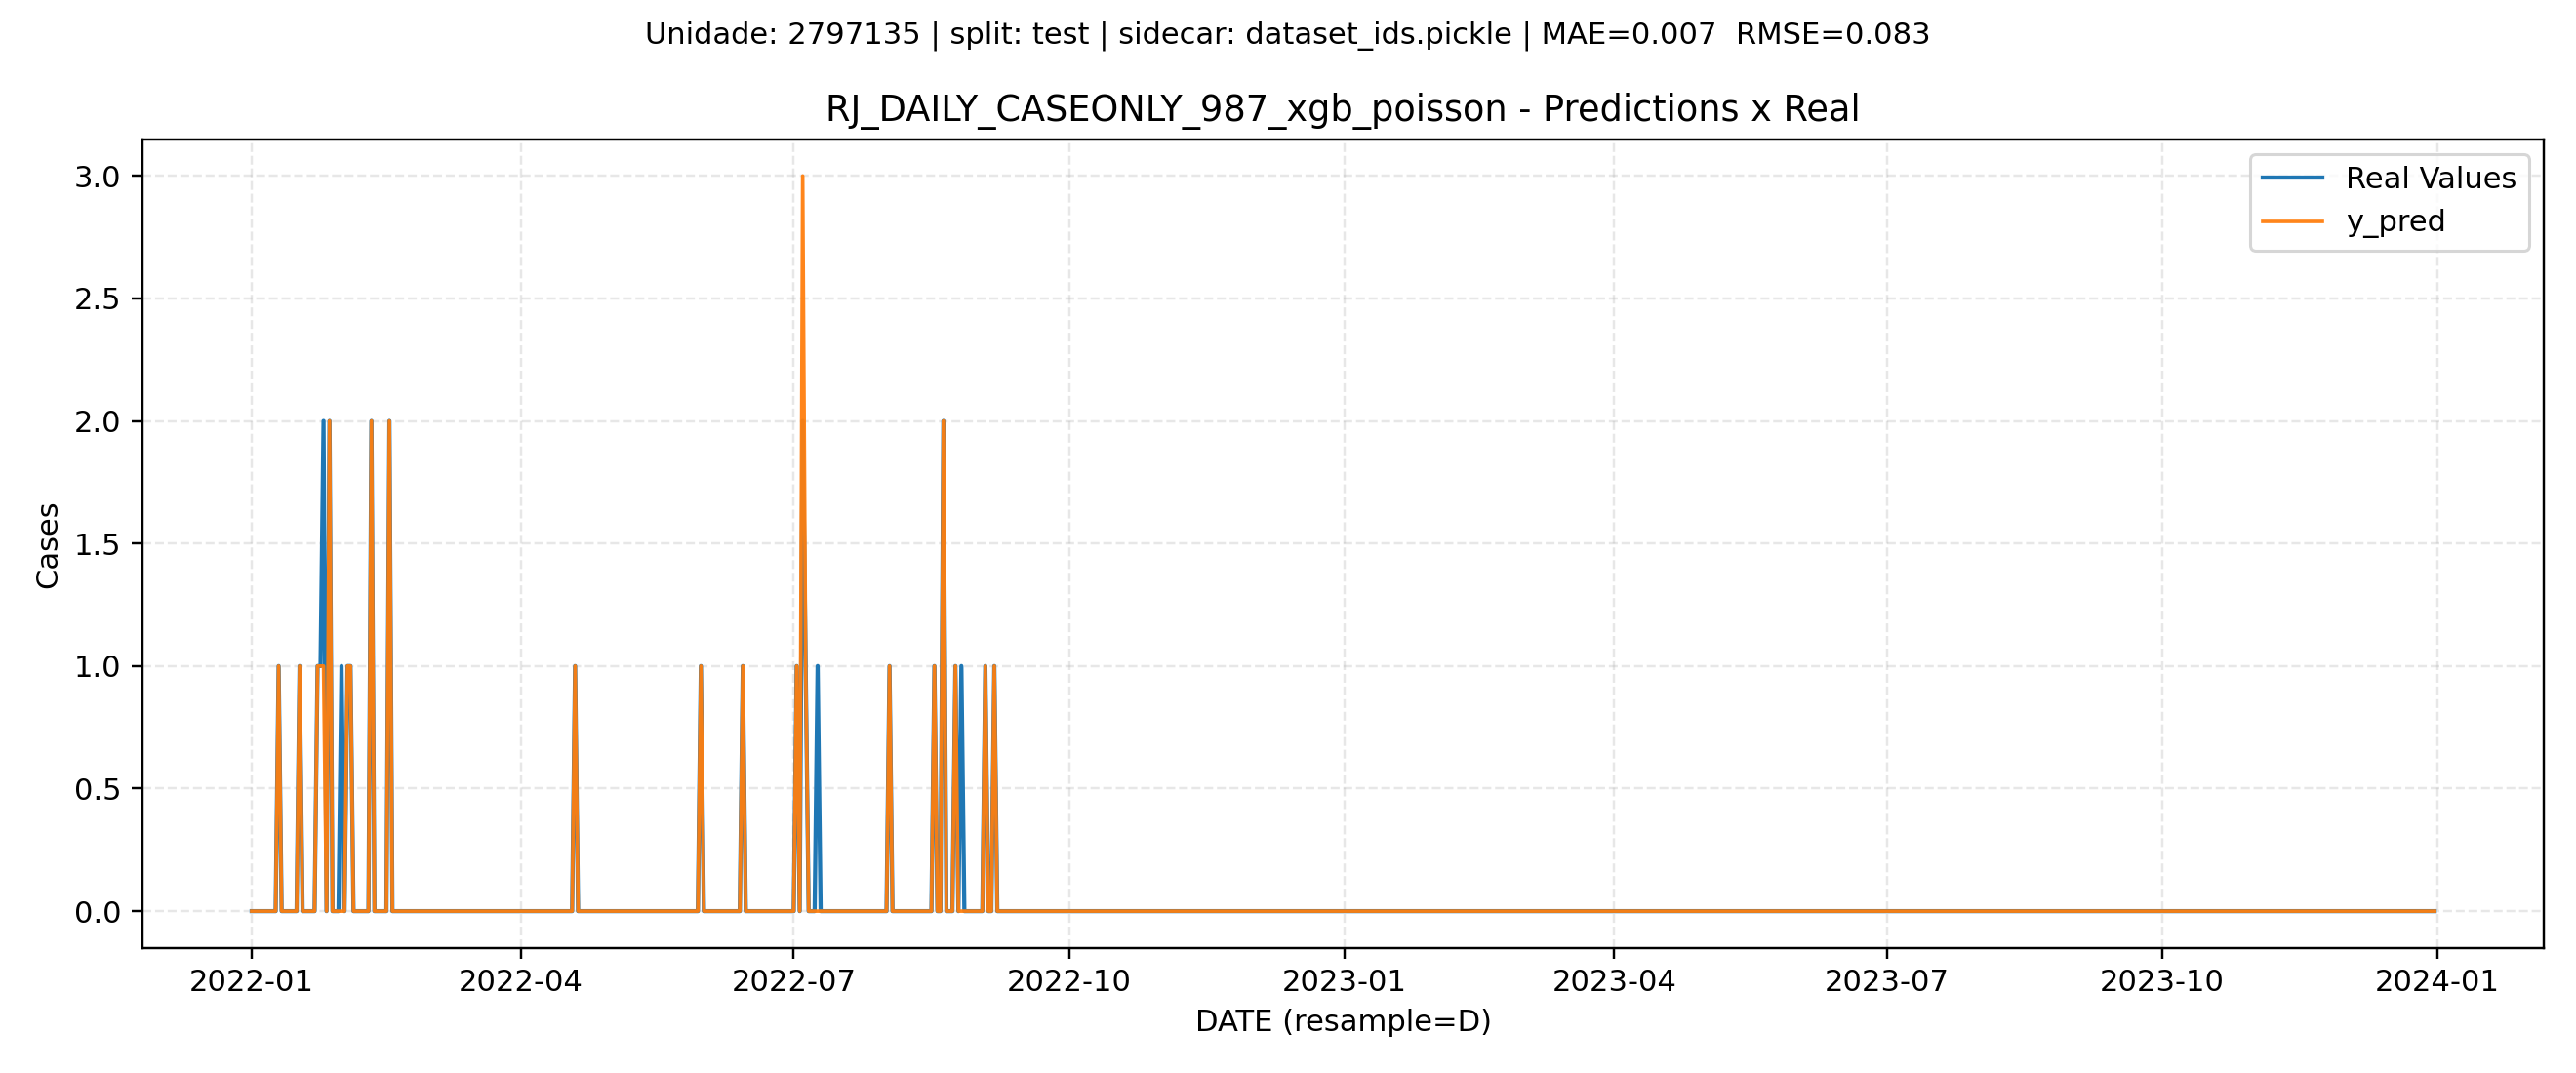 Unidade: 2797135 | split: test | sidecar: dataset_ids.pickle | MAE=0.007  RMSE=0.083
RJ_DAILY_CASEONLY_987_xgb_poisson - Predictions x Real
Real Values
y_pred
Cases
3.0
2.5
2.0
1.5
1.0
0.5
0.0
2022-01 2022-04 2022-07 2022-10 2023-01 2023-04 2023-07 2023-10 2024-01
DATE (resample=D)